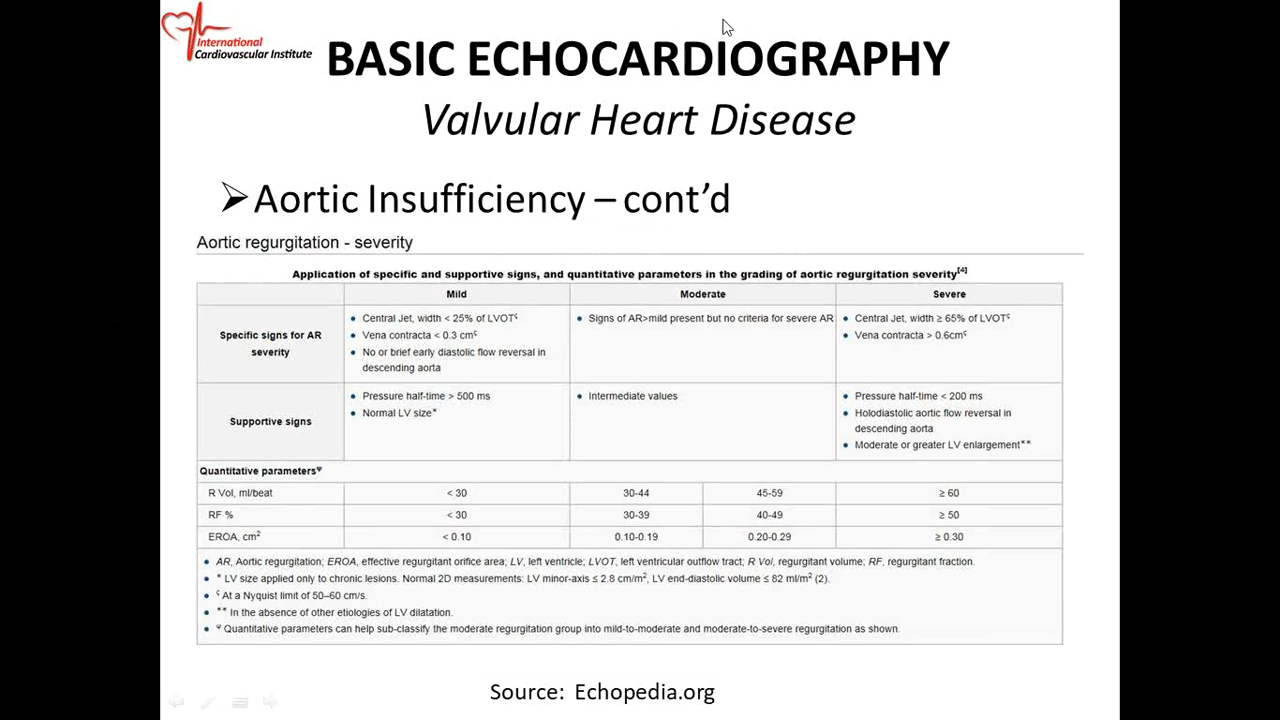 International
Cardiovascular Institute
BASIC ECHOCARDIOGRAPHY
Valvular Heart Disease
Aortic Insufficiency – cont’d
Aortic regurgitation - severity
Application of specific and supportive signs, and quantitative parameters in the grading of aortic regurgitation severity[4]
Mild Moderate Severe
Specific signs for AR severity
• Central Jet, width < 25% of LVOTς
• Vena contracta < 0.3 cmς
• No or brief early diastolic flow reversal in
descending aorta
• Signs of AR>mild present but no criteria for severe AR
• Central Jet, width ≥ 65% of LVOTς
• Vena contracta > 0.6cmς
Supportive signs
• Pressure half-time > 500 ms
• Normal LV size*
• Intermediate values
• Pressure half-time < 200 ms
• Holodiastolic aortic flow reversal in
descending aorta
• Moderate or greater LV enlargement**
Quantitative parametersΨ
R Vol, ml/beat < 30 30-44 45-59 ≥ 60
RF % < 30 30-39 40-49 ≥ 50
EROA, cm² < 0.10 0.10-0.19 0.20-0.29 ≥ 0.30
• AR, Aortic regurgitation; EROA, effective regurgitant orifice area; LV, left ventricle; LVOT, left ventricular outflow tract; R Vol, regurgitant volume; RF, regurgitant fraction.
• * LV size applied only to chronic lesions. Normal 2D measurements: LV minor-axis ≤ 2.8 cm/m², LV end-diastolic volume ≤ 82 ml/m² (2).
• ς At a Nyquist limit of 50–60 cm/s.
• ** In the absence of other etiologies of LV dilatation.
• Ψ Quantitative parameters can help sub-classify the moderate regurgitation group into mild-to-moderate and moderate-to-severe regurgitation as shown.
Source: Echopedia.org